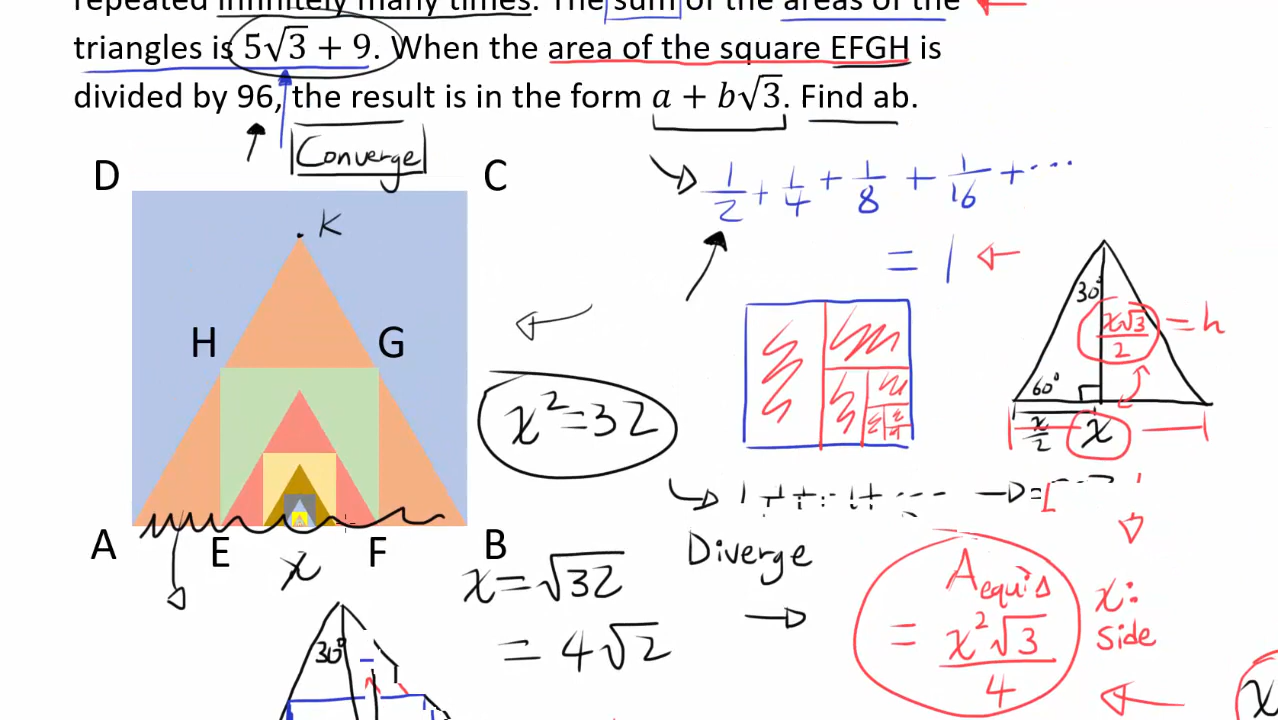 repeated infinitely many times. The sum of the areas of the
triangles is 5√3 + 9. When the area of the square EFGH is
divided by 96, the result is in the form a + b√3. Find ab.
Converge
D
C
K
1/2 + 1/4 + 1/8 + 1/16 + ...
= 1
30°
x√3/2 = h
60°
x/2
x
H
G
x²=32
A
E
F
B
x
Diverge
x=√32
= 4√2
A equi Δ
= x²√3/4
x:
side
30°
x